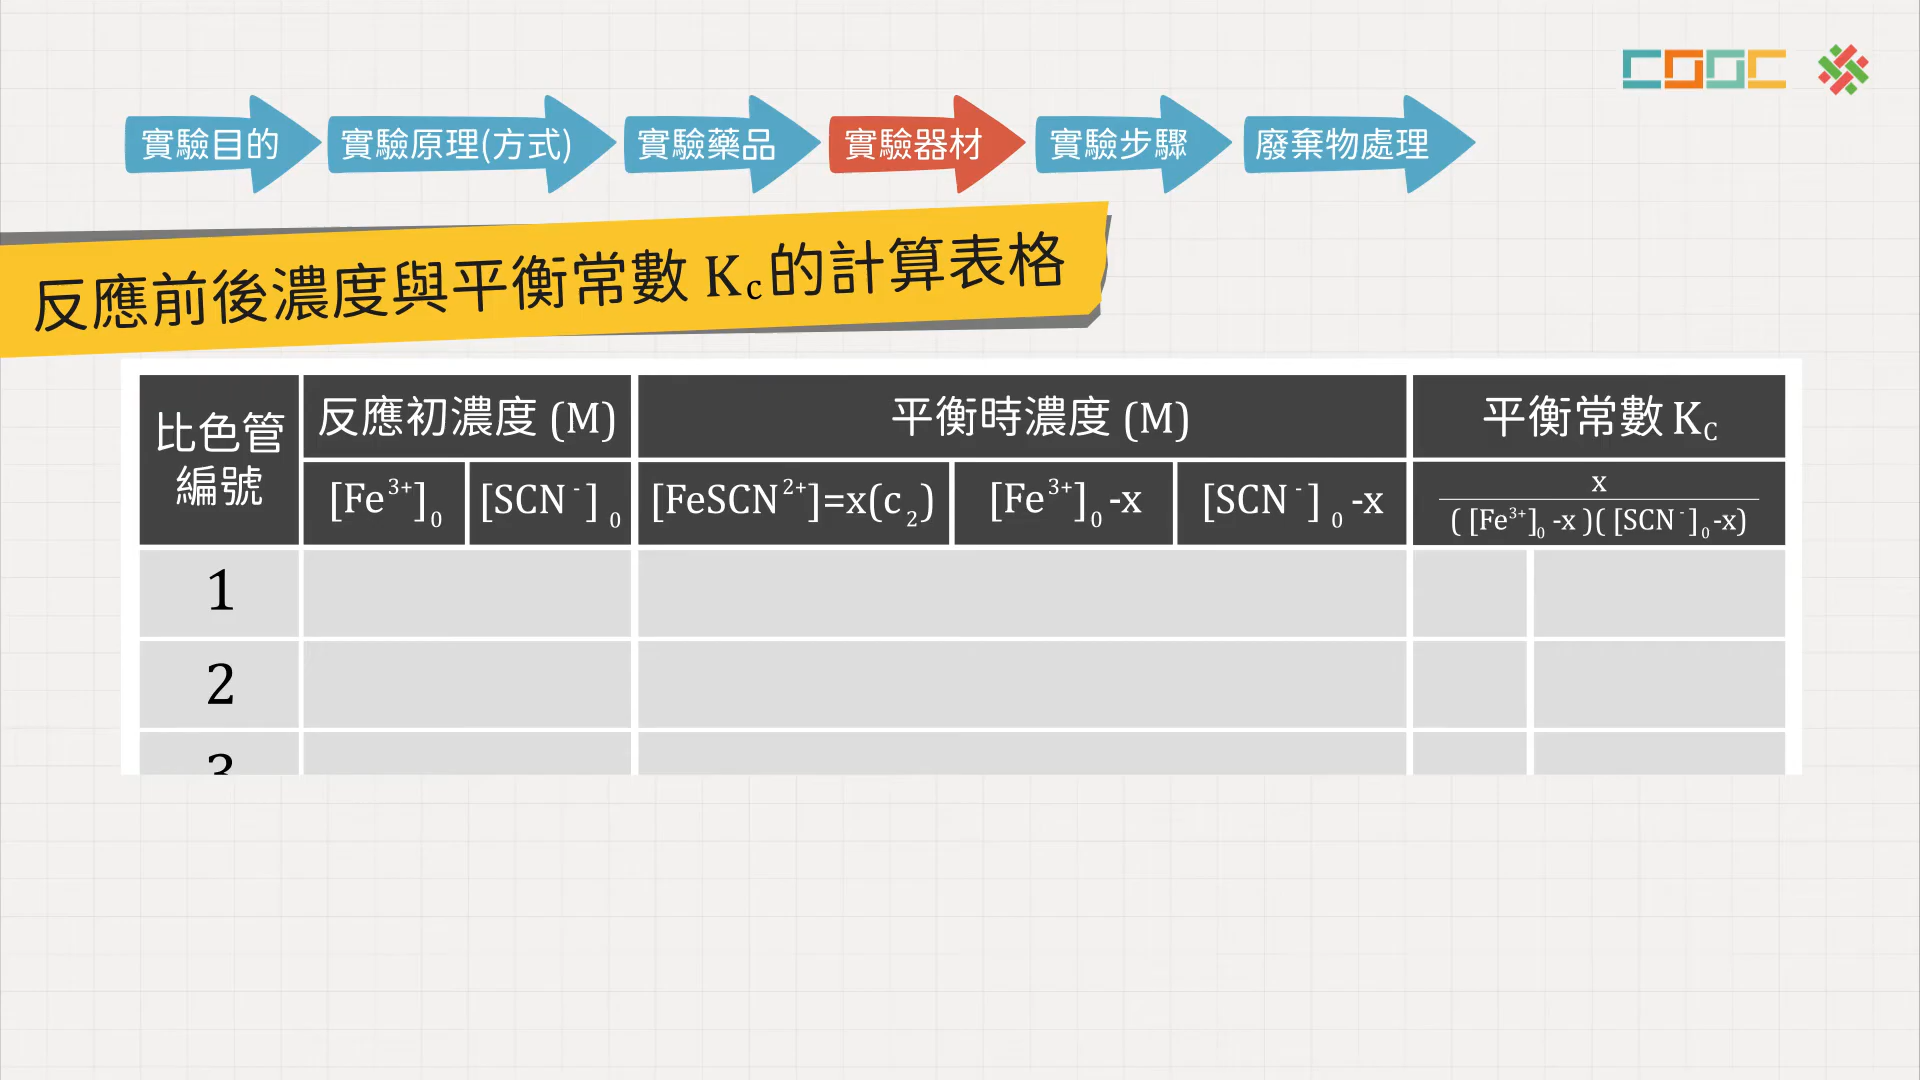 COOC
實驗目的
實驗原理(方式)
實驗藥品
實驗器材
實驗步驟
廢棄物處理
反應前後濃度與平衡常數 Kc的計算表格
比色管
編號
反應初濃度 (M)
平衡時濃度 (M)
平衡常數 KC
[Fe³⁺]₀
[SCN⁻]₀
[FeSCN²⁺]=x(c₂)
[Fe³⁺]₀-x
[SCN⁻]₀-x
x
([Fe³⁺]₀-x)([SCN⁻]₀-x)
1
2
3